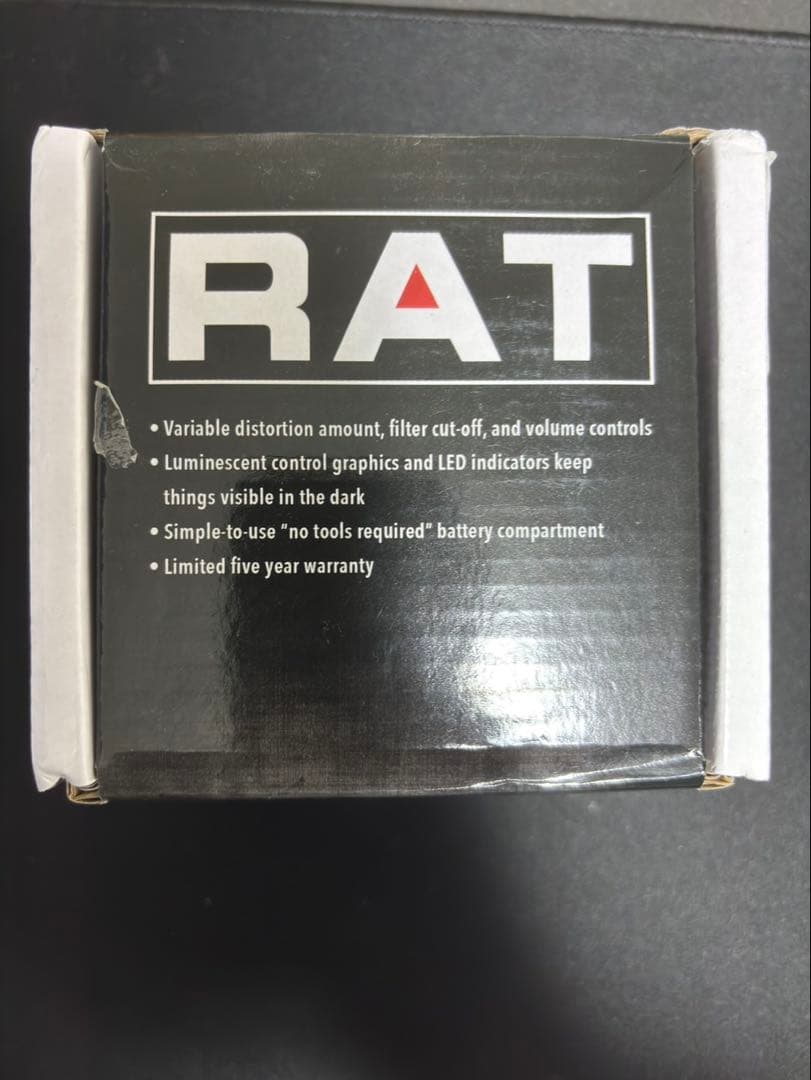 RAT
• Variable distortion amount, filter cut-off, and volume controls
• Luminescent control graphics and LED indicators keep
things visible in the dark
• Simple-to-use "no tools required" battery compartment
• Limited five year warranty